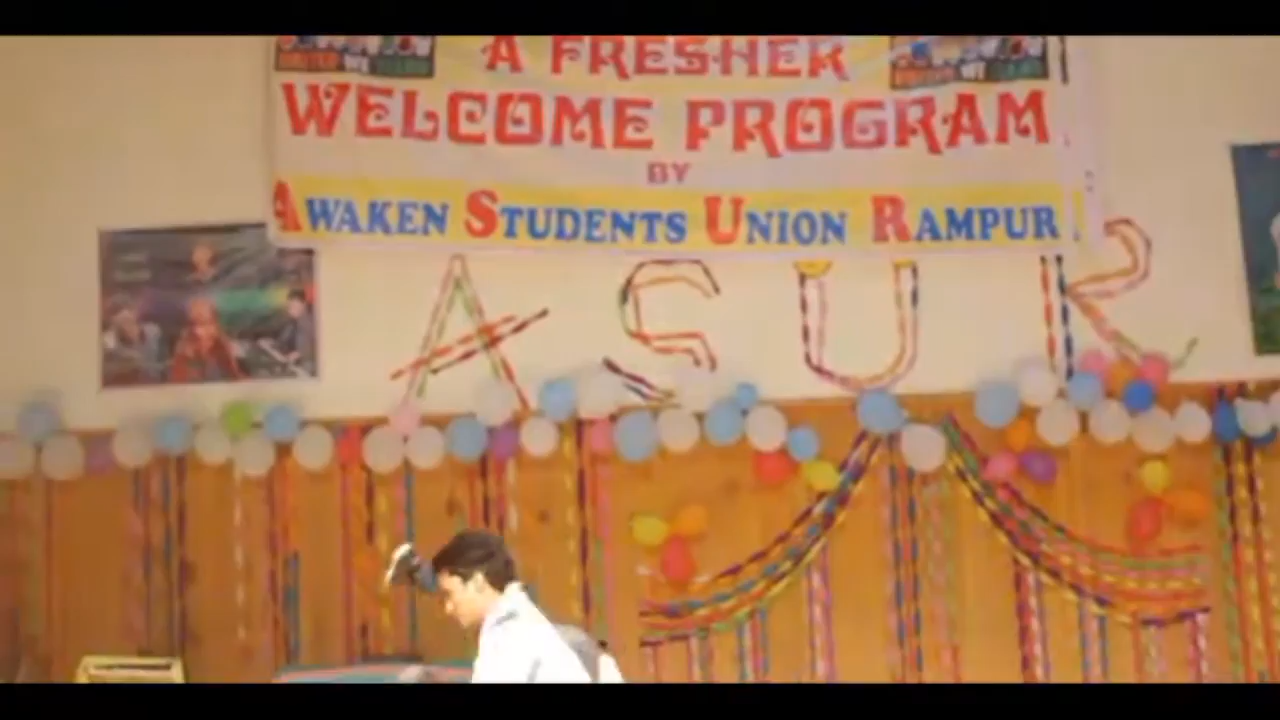 A FRESHER
WELCOME PROGRAM
BY
AWAKEN STUDENTS UNION RAMPUR
ASUR